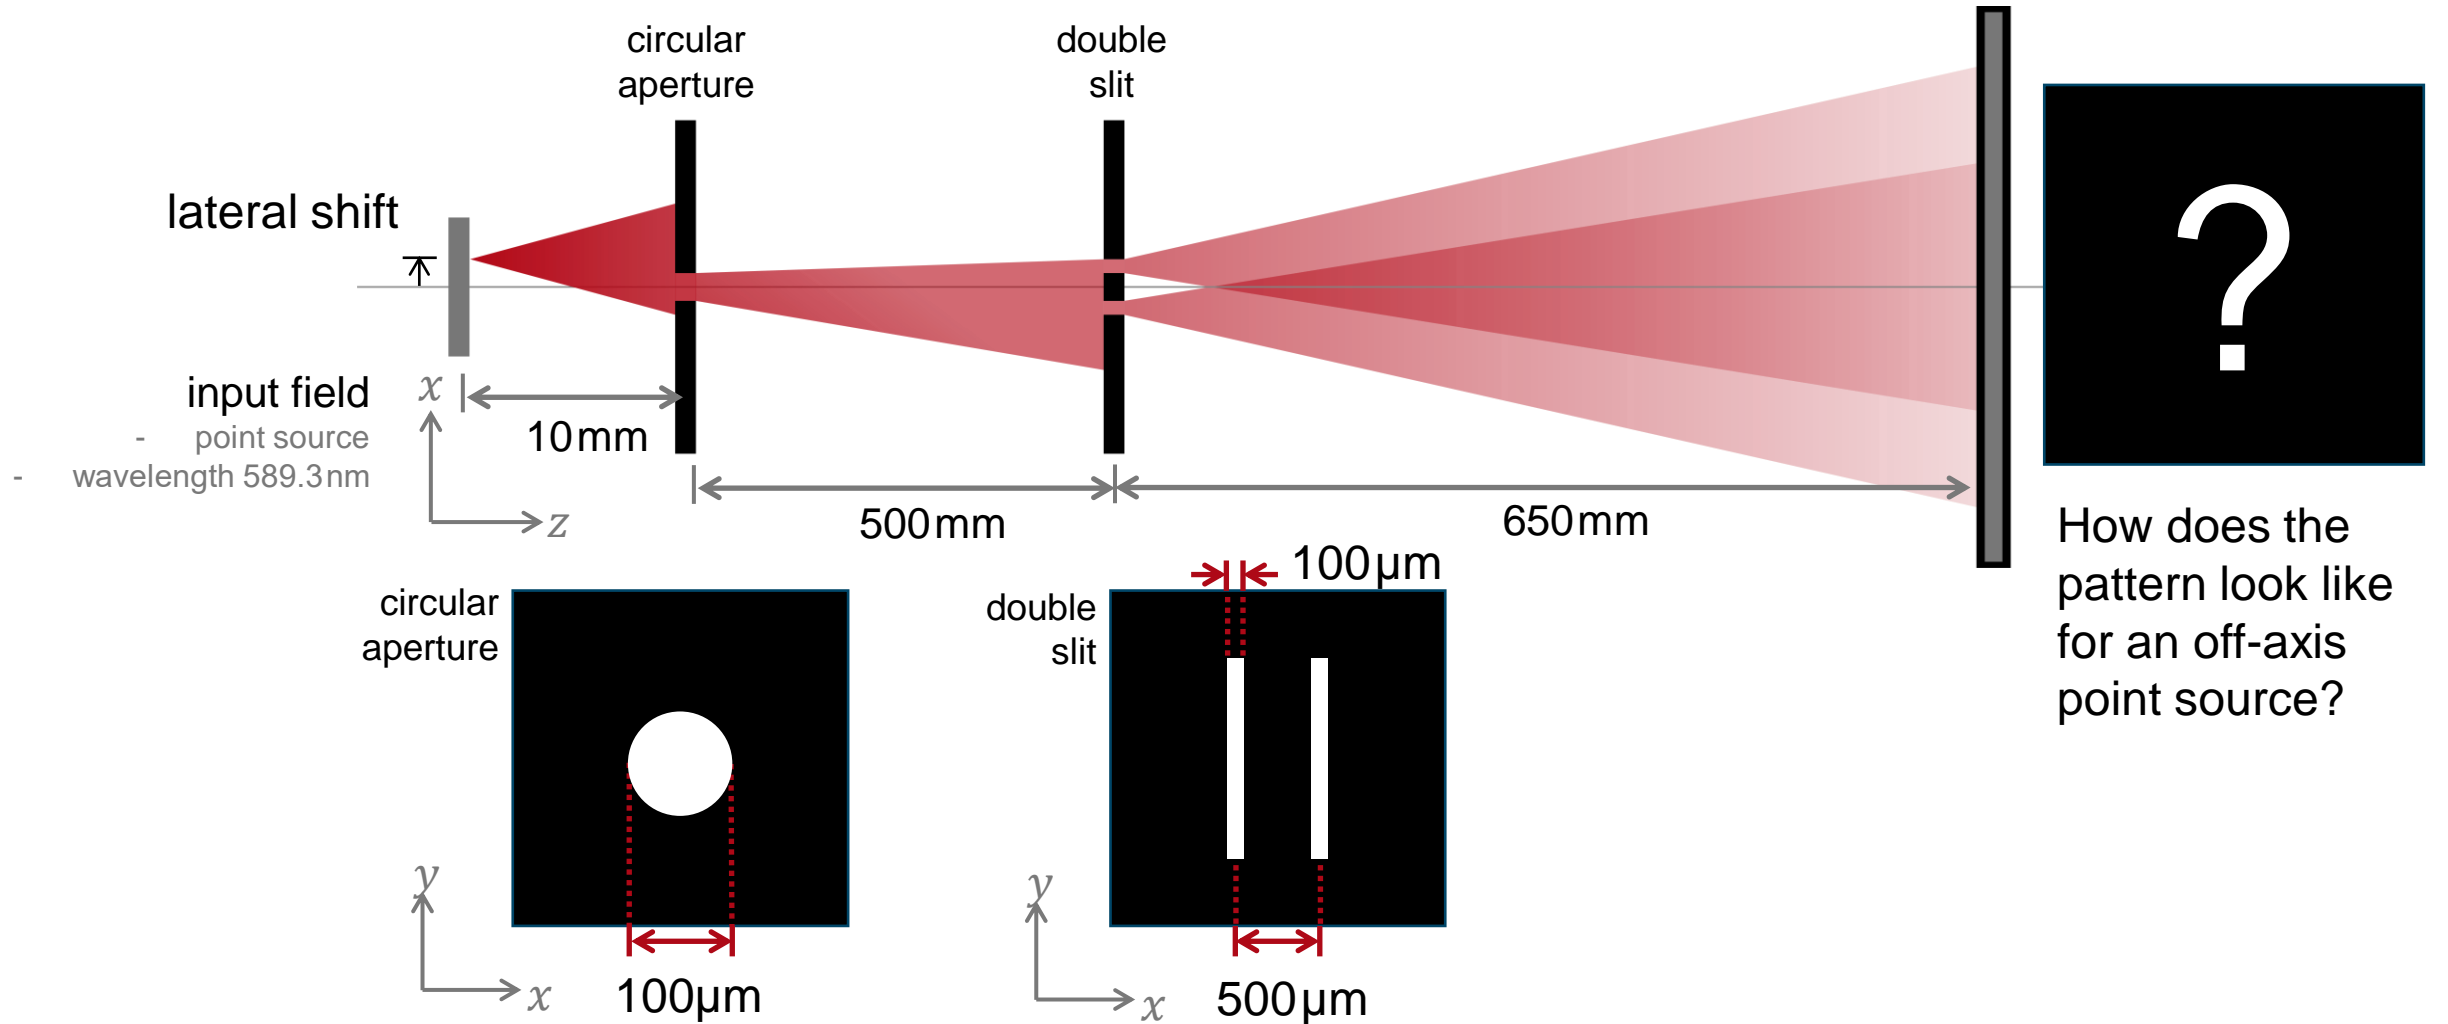 circular
aperture
double
slit
lateral shift
input field
- point source
- wavelength 589.3nm
x
z
10mm
500mm
650mm
?
How does the
pattern look like
for an off-axis
point source?
circular
aperture
y
x
100µm
double
slit
100µm
y
x
500µm